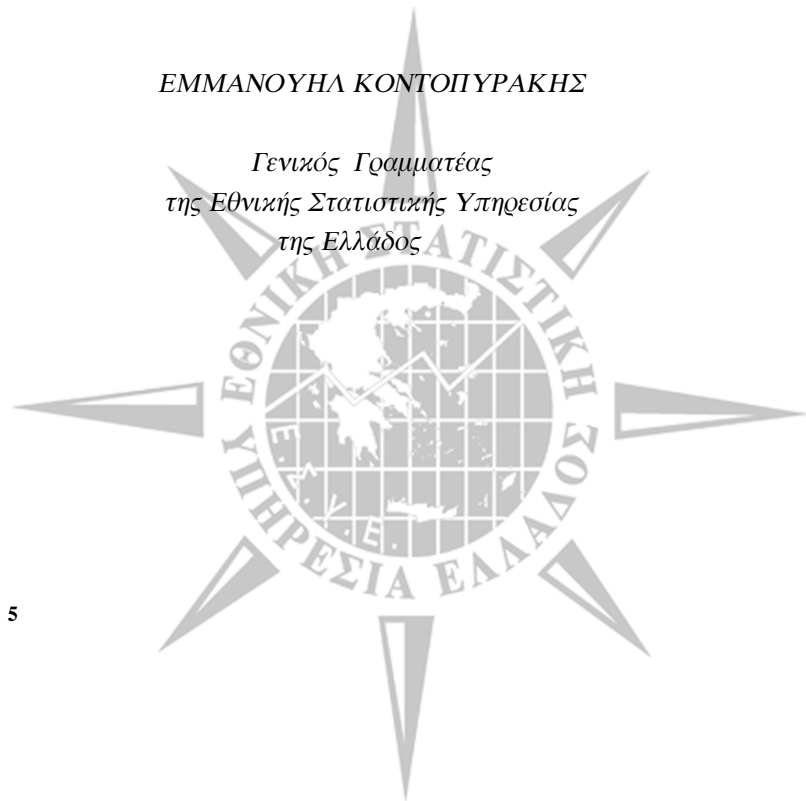 ΕΜΜΑΝΟΥΗΛ ΚΟΝΤΟΠΥΡΑΚΗΣ
Γενικός Γραμματέας
της Εθνικής Στατιστικής Υπηρεσίας
της Ελλάδος
ΕΘΝΙΚΗ ΣΤΑΤΙΣΤΙΚΗ
ΥΠΗΡΕΣΙΑ ΕΛΛΑΔΟΣ
Ε.Σ.Υ.Ε.
5